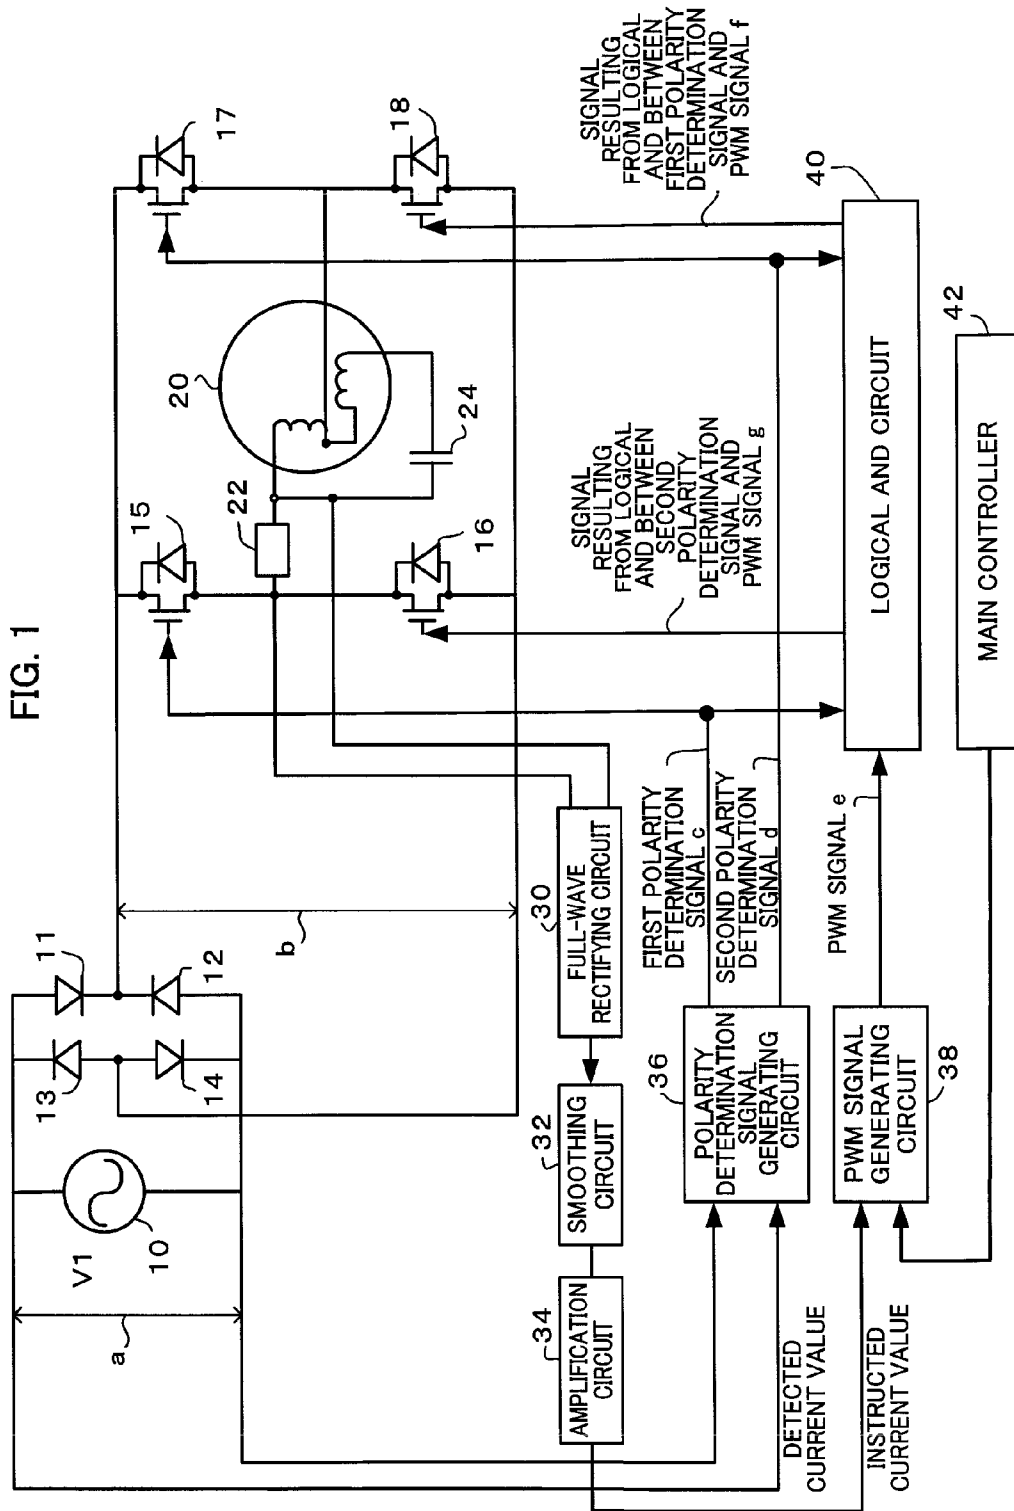 FIG. 1
a
V1
10
13
14
11
12
b
15
16
22
20
24
17
18
AMPLIFICATION
CIRCUIT
34
SMOOTHING
CIRCUIT
32
FULL-WAVE
RECTIFYING CIRCUIT
30
SIGNAL
RESULTING
FROM LOGICAL
AND BETWEEN
SECOND
POLARITY
DETERMINATION
SIGNAL AND
PWM SIGNAL g
SIGNAL
RESULTING
FROM LOGICAL
AND BETWEEN
FIRST POLARITY
DETERMINATION
SIGNAL AND
PWM SIGNAL f
36
POLARITY
DETERMINATION
SIGNAL
GENERATING
CIRCUIT
FIRST POLARITY
DETERMINATION
SIGNAL c
SECOND POLARITY
DETERMINATION
SIGNAL d
DETECTED
CURRENT VALUE
INSTRUCTED
CURRENT VALUE
PWM SIGNAL
GENERATING
CIRCUIT
38
PWM SIGNAL e
LOGICAL AND CIRCUIT
40
MAIN CONTROLLER
42